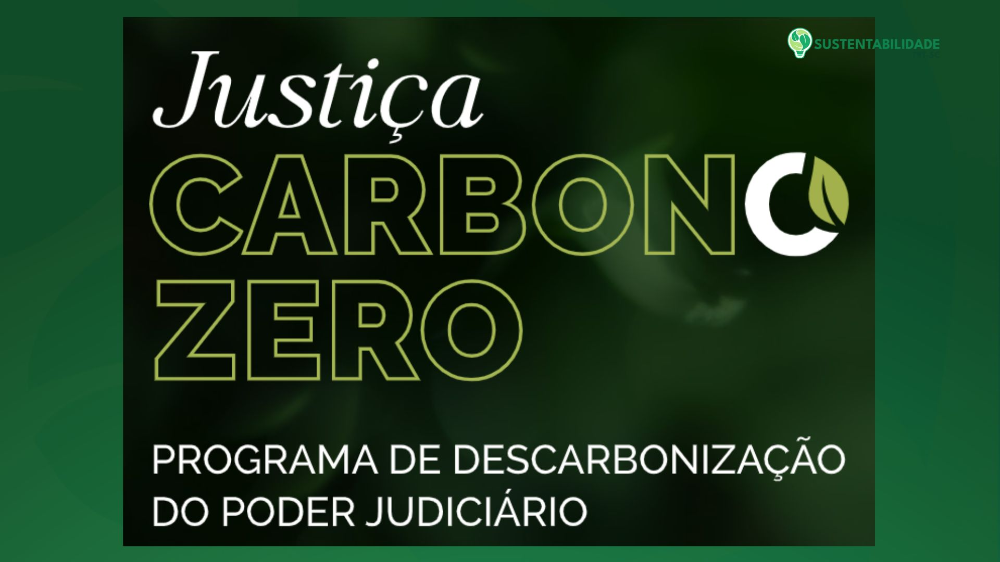 SUSTENTABILIDADE
Justiça
CARBONO
ZERO
PROGRAMA DE DESCARBONIZAÇÃO
DO PODER JUDICIÁRIO